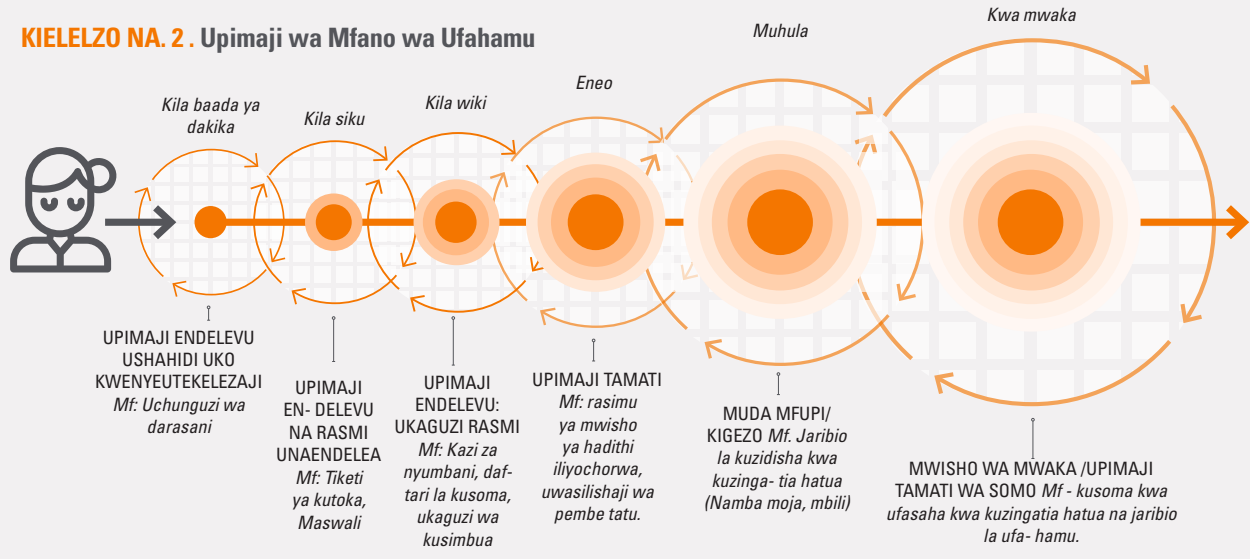 KIELELZO NA. 2 . Upimaji wa Mfano wa Ufahamu
Kila baada ya
dakika
Kila siku
Kila wiki
Eneo
Muhula
Kwa mwaka
UPIMAJI ENDELEVU
USHAHIDI UKO
KWENYEUTEKELEZAJI
Mf: Uchunguzi wa
darasani
UPIMAJI
EN- DELEVU
NA RASMI
UNAENDELEA
Mf: Tiketi
ya kutoka,
Maswali
UPIMAJI
ENDELEVU:
UKAGUZI RASMI
Mf: Kazi za
nyumbani, daf-
tari la kusoma,
ukaguzi wa
kusimbua
UPIMAJI TAMATI
Mf: rasimu
ya mwisho
ya hadithi
iliyochorwa,
uwasilishaji wa
pembe tatu.
MUDA MFUPI/
KIGEZO Mf. Jaribio
la kuzidisha kwa
kuzinga- tia hatua
(Namba moja, mbili)
MWISHO WA MWAKA /UPIMAJI
TAMATI WA SOMO Mf - kusoma kwa
ufasaha kwa kuzingatia hatua na jaribio
la ufa- hamu.